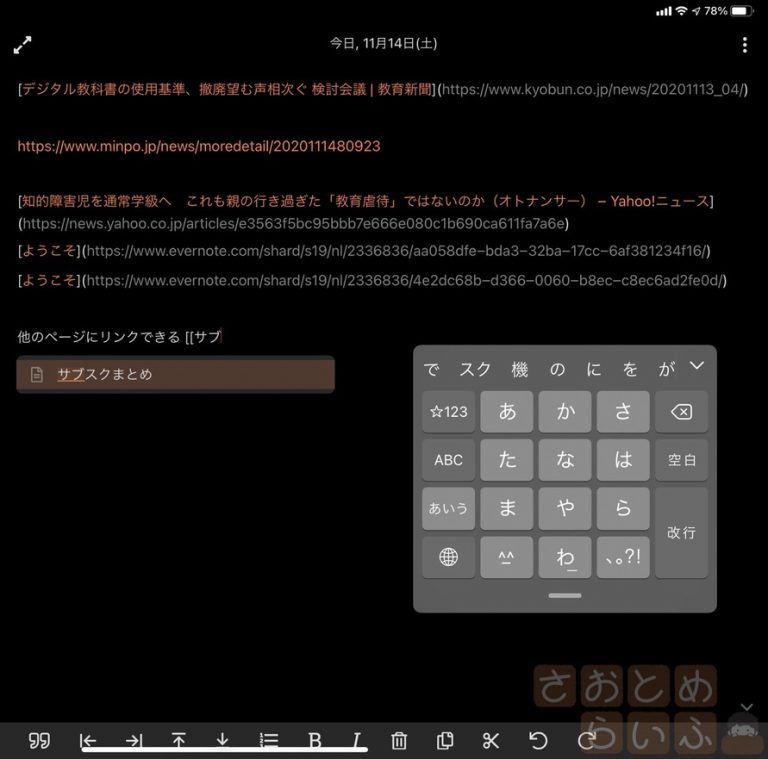 78%
今日, 11月14日(土)
[デジタル教科書の使用基準、撤廃望む声相次ぐ 検討会議 | 教育新聞](https://www.kyobun.co.jp/news/20201113_04/)
https://www.minpo.jp/news/moredetail/2020111480923
[知的障害児を通常学級へ　これも親の行き過ぎた「教育虐待」ではないのか（オトナンサー） – Yahoo!ニュース]
(https://news.yahoo.co.jp/articles/e3563f5bc95bbb7e666e080c1b690ca611fa7a6e)
[ようこそ](https://www.evernote.com/shard/s19/nl/2336836/aa058dfe–bda3–32ba–17cc–6af381234f16/)
[ようこそ](https://www.evernote.com/shard/s19/nl/2336836/4e2dc68b–d366–0060–b8ec–c8ec6ad2fe0d/)
他のページにリンクできる [[サブ
サブスクまとめ
で スク 機 の に を が
☆123 あ か さ
ABC た な は 空白
あいう ま や ら
改行
^^ わ 、。?!
さおとめ
らいふ
B I